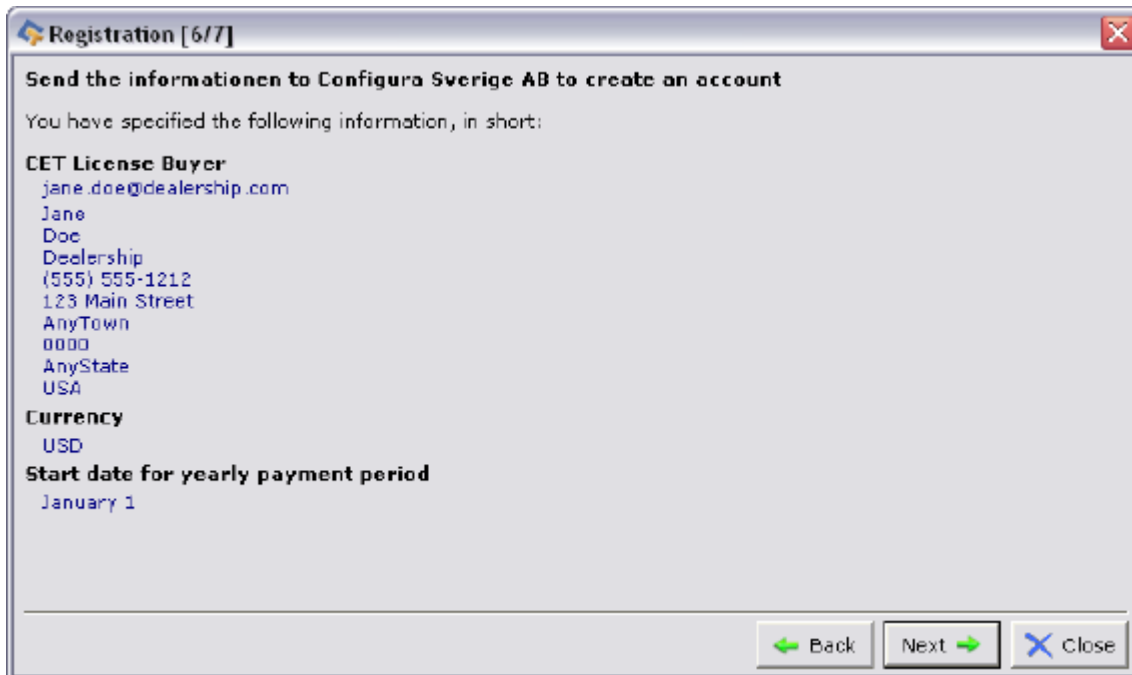 Registration [6/7]
Send the informationen to Configura Sverige AB to create an account
You have specified the following information, in short:
CET License Buyer
jane.doe@dealership.com
Jane
Doe
Dealership
(555) 555-1212
123 Main Street
AnyTown
0000
AnyState
USA
Currency
USD
Start date for yearly payment period
January 1
Back Next Close